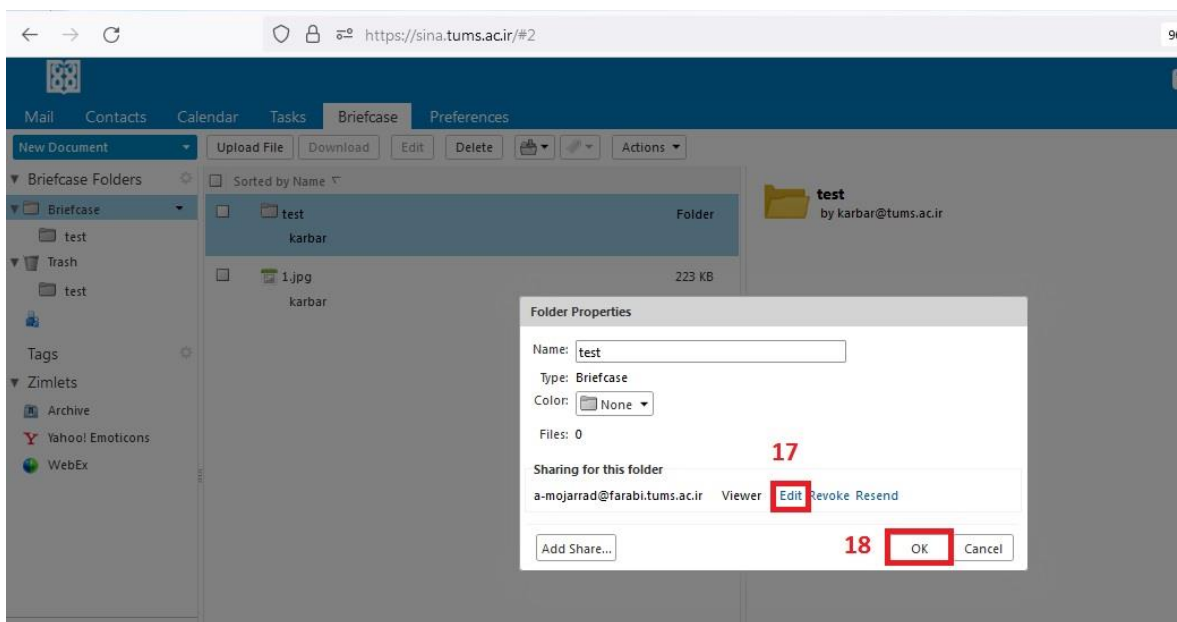 https://sina.tums.ac.ir/#2
90
Mail Contacts Calendar Tasks Briefcase Preferences
New Document Upload File Download Edit Delete Actions
Briefcase Folders
Briefcase
test
Trash
test
Tags
Zimlets
Archive
Yahoo! Emoticons
WebEx
Sorted by Name
test Folder
karbar
1.jpg 223 KB
karbar
test
by karbar@tums.ac.ir
Folder Properties
Name: test
Type: Briefcase
Color: None
Files: 0
17
Sharing for this folder
a-mojarrad@farabi.tums.ac.ir Viewer Edit Revoke Resend
Add Share... 18 OK Cancel